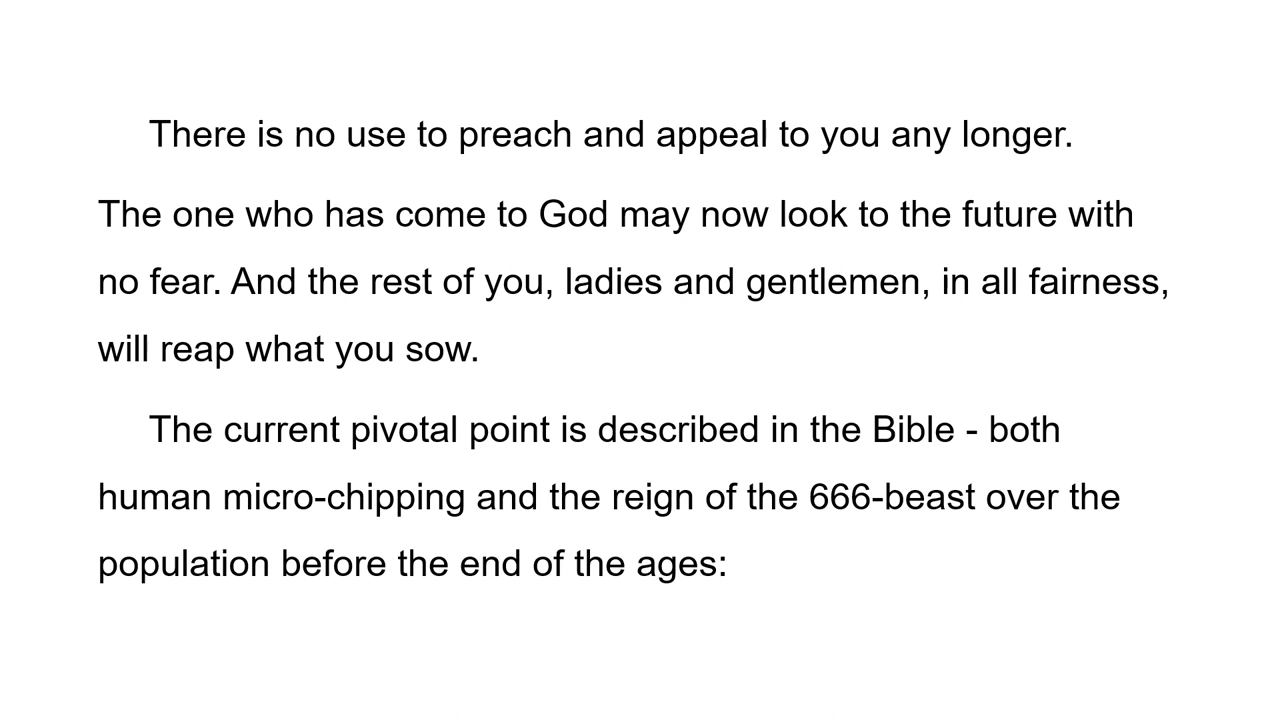 There is no use to preach and appeal to you any longer.
The one who has come to God may now look to the future with
no fear. And the rest of you, ladies and gentlemen, in all fairness,
will reap what you sow.
The current pivotal point is described in the Bible - both
human micro-chipping and the reign of the 666-beast over the
population before the end of the ages: